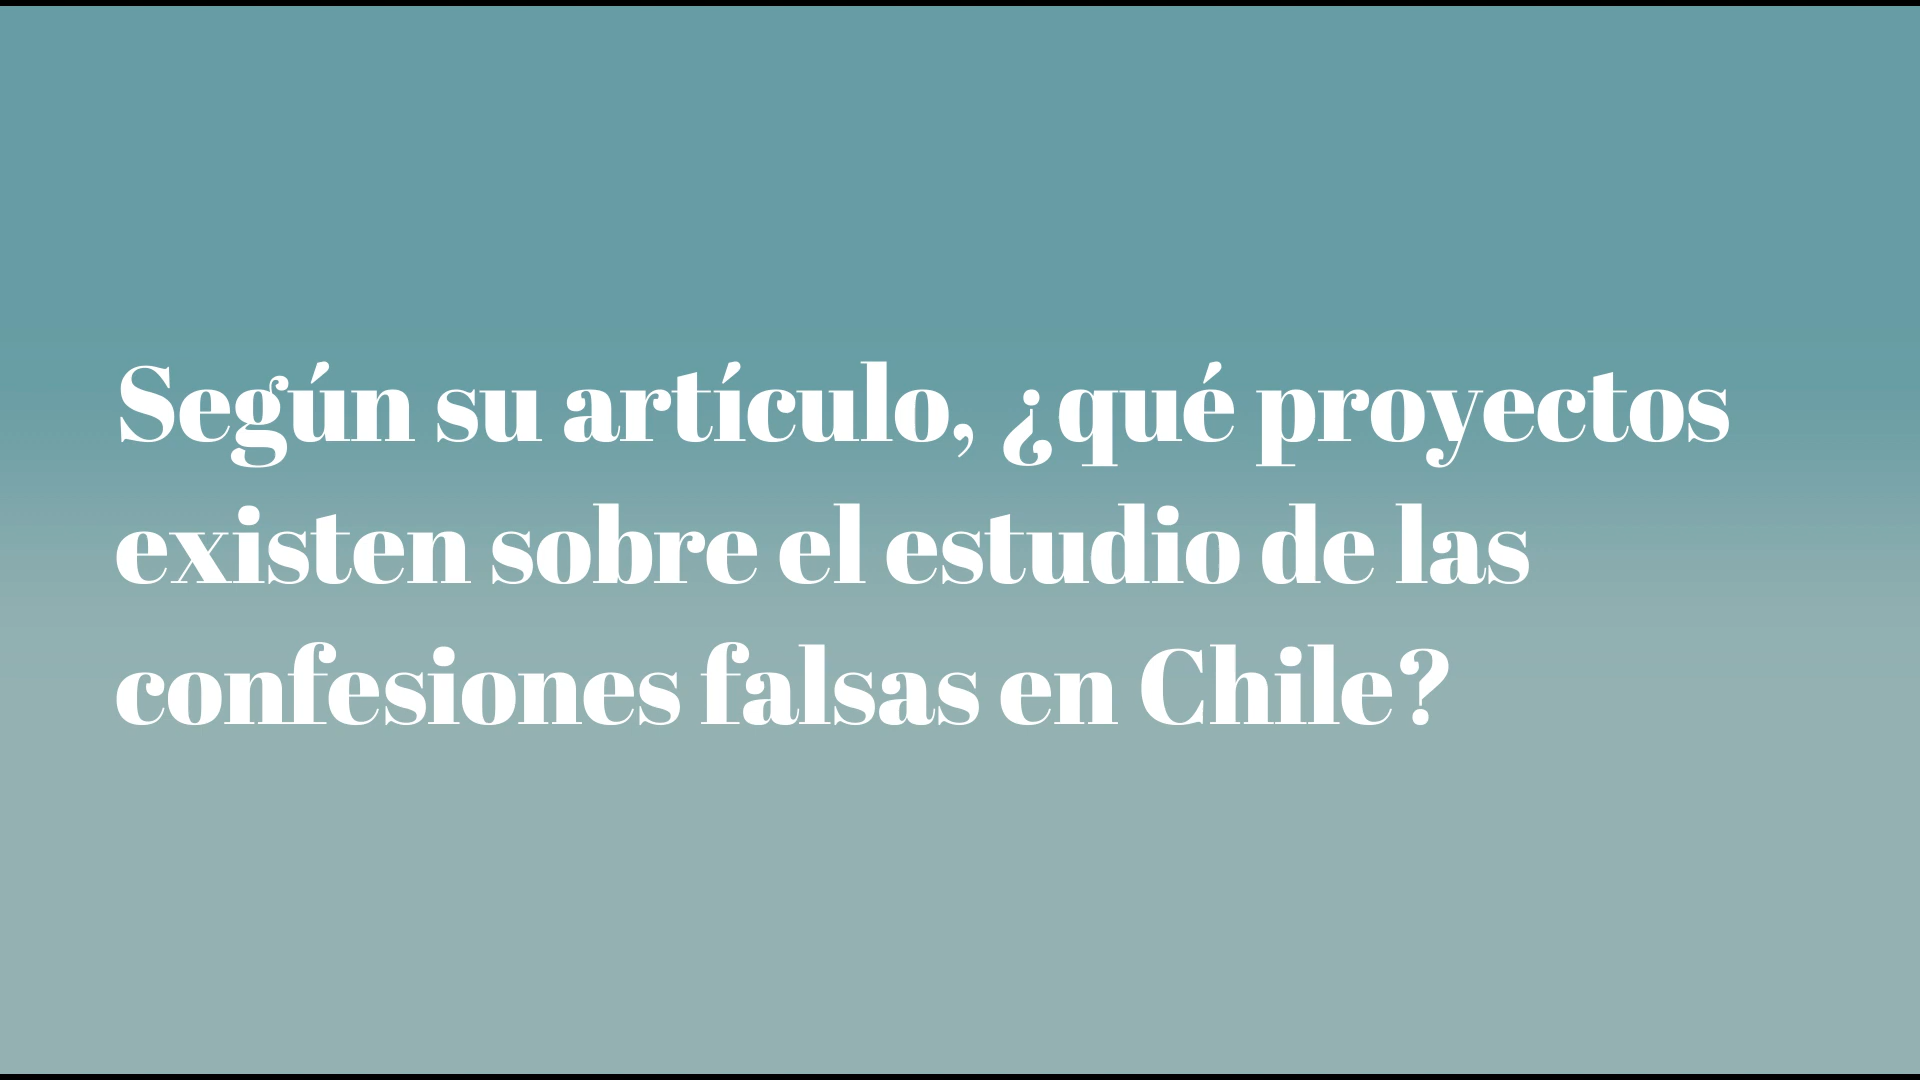 Según su artículo, ¿qué proyectos
existen sobre el estudio de las
confesiones falsas en Chile?